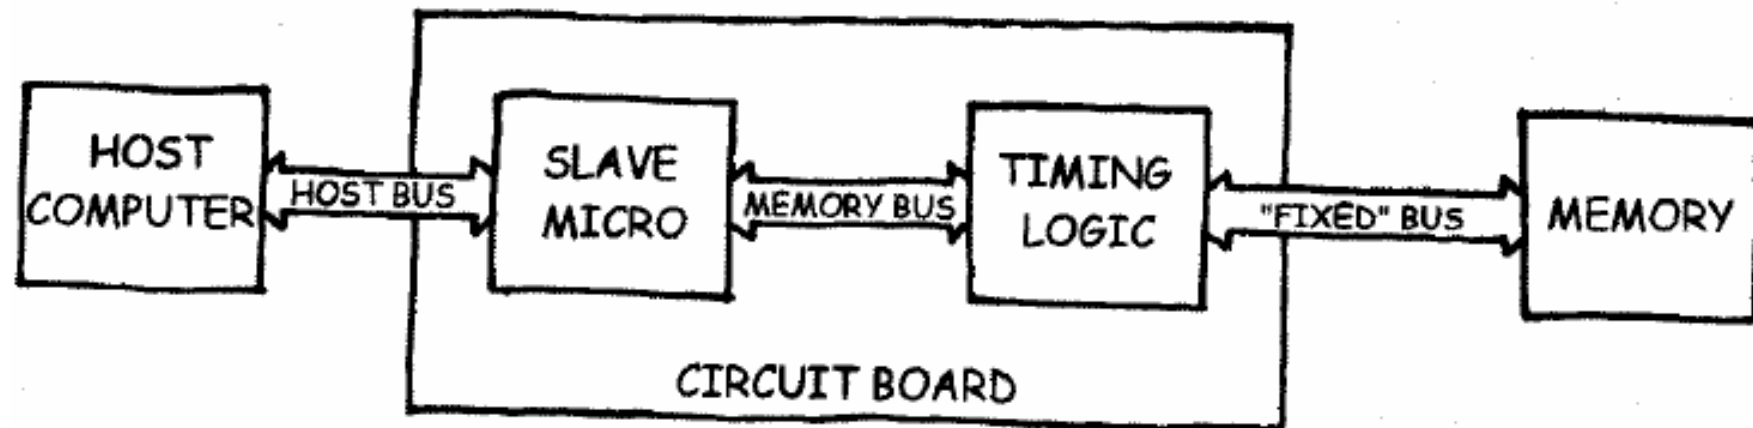 HOST
COMPUTER
HOST BUS
SLAVE
MICRO
MEMORY BUS
TIMING
LOGIC
"FIXED" BUS
MEMORY
CIRCUIT BOARD